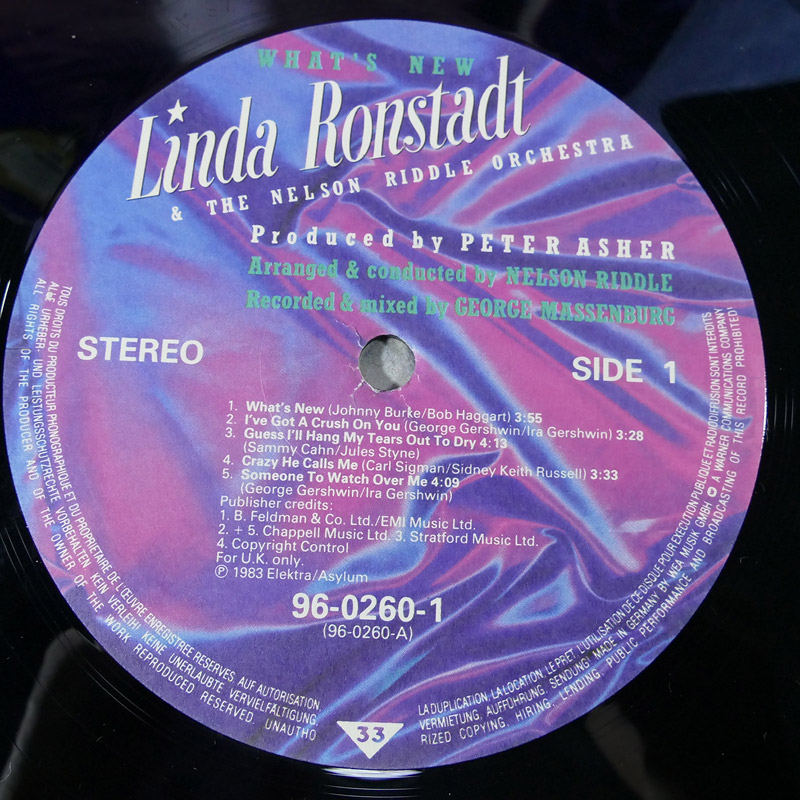 WHAT'S NEW
Linda Ronstadt
& THE NELSON RIDDLE ORCHESTRA
Produced by PETER ASHER
Arranged & conducted by NELSON RIDDLE
Recorded & mixed by GEORGE MASSENBURG
STEREO
SIDE 1
1. What's New (Johnny Burke/Bob Haggart) 3:55
2. I've Got A Crush On You (George Gershwin/Ira Gershwin) 3:28
3. Guess I'll Hang My Tears Out To Dry 4:13
(Sammy Cahn/Jules Styne)
4. Crazy He Calls Me (Carl Sigman/Sidney Keith Russell) 3:33
5. Someone To Watch Over Me 4:09
(George Gershwin/Ira Gershwin)
Publisher credits:
1. B. Feldman & Co. Ltd./EMI Music Ltd.
2. + 5. Chappell Music Ltd. 3. Stratford Music Ltd.
4. Copyright Control
For U.K. only.
℗ 1983 Elektra/Asylum
96-0260-1
(96-0260-A)
33
TOUS DROITS DU PRODUCTEUR PHONOGRAPHIQUE ET DU PROPRIETAIRE DE L'ŒUVRE ENREGISTREE RESERVES, AUF AUTORISATION
ALLE URHEBER- UND LEISTUNGSSCHUTZRECHTE VORBEHALTEN KEIN VERLEIH! KEINE UNERLAUBTE VERVIELFÄLTIGUNG,
ALL RIGHTS OF THE PRODUCER AND OF THE OWNER OF THE WORK REPRODUCED RESERVED UNAUTHO
LA DUPLICATION, LA LOCATION, LE PRET, L'UTILISATION DE CE DISQUE POUR EXECUTION PUBLIQUE ET RADIODIFFUSION SONT INTERDITS
VERMIETUNG, AUFFÜHRUNG, SENDUNG! MADE IN GERMANY BY WEA MUSIK GMBH A WARNER COMMUNICATIONS COMPANY
RIZED COPYING, HIRING, LENDING, PUBLIC PERFORMANCE AND BROADCASTING OF THIS RECORD PROHIBITED!